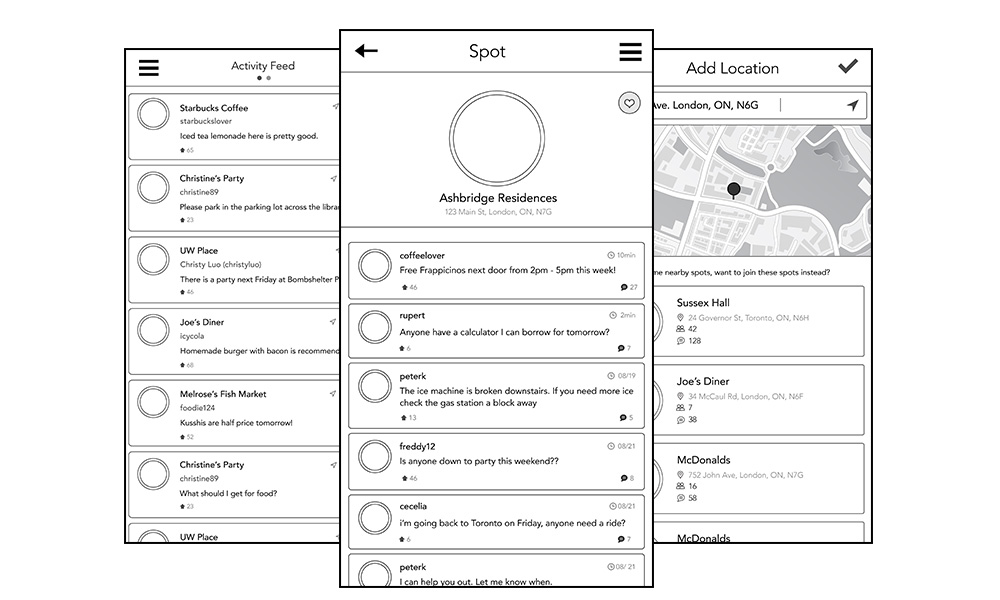 Activity Feed
Starbucks Coffee
starbuckslover
Iced tea lemonade here is pretty good.
65
Christine's Party
christine89
Please park in the parking lot across the
23
UW Place
Christy Luo (christyluo)
There is a party next Friday at Bombshelter
46
Joe's Diner
icycola
Homemade burger with bacon is
68
Melrose's Fish Market
foodie124
Kusshis are half price tomorrow!
52
Christine's Party
christine89
What should I get for food?
23
UW Place
Spot
Ashbridge Residences
123 Main St, London, ON, N7G
coffeelover
10min
Free Frappicinos next door from 2pm - 5pm this week!
46
27
rupert
2min
Anyone have a calculator I can borrow for tomorrow?
6
7
peterk
08/19
The ice machine is broken downstairs. If you need more ice
check the gas station a block away
13
5
freddy12
08/21
Is anyone down to party this weekend??
46
8
cecelia
08/21
i'm going back to Toronto on Friday, anyone need a ride?
6
7
peterk
08/ 21
I can help you out. Let me know when.
Add Location
Ave. London, ON, N6G
nearby spots, want to join these spots instead?
Sussex Hall
24 Governor St, Toronto, ON, N6H
42
128
Joe's Diner
34 McCaul Rd, London, ON, N6F
7
38
McDonalds
752 John Ave, London, ON, N7G
16
58
McDonalds